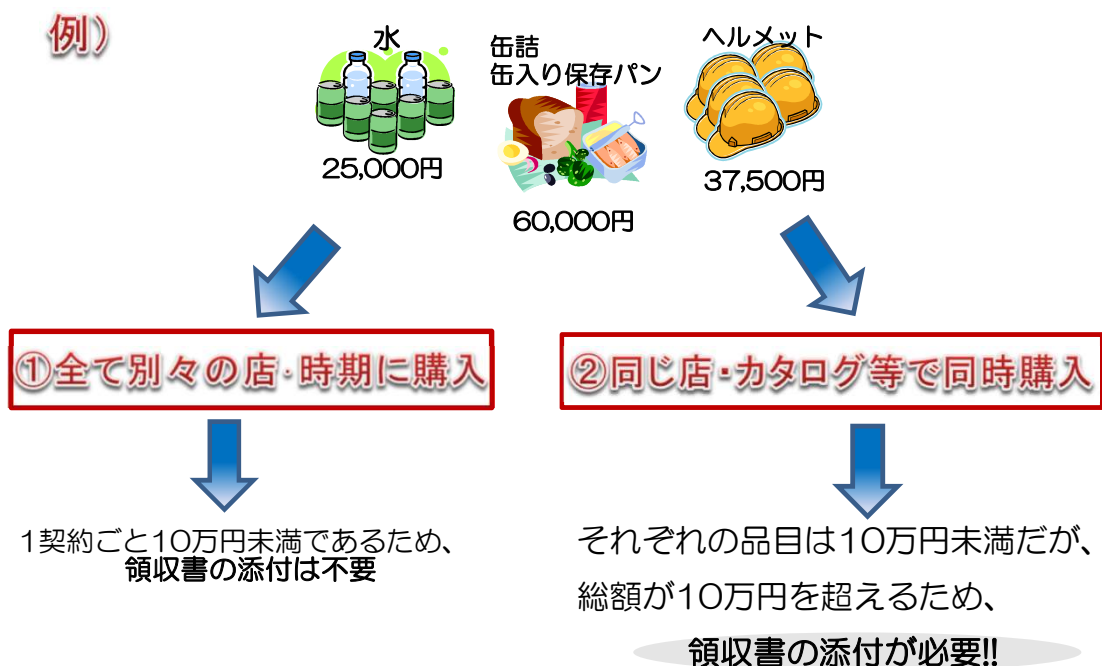 例）
水
缶詰
缶入り保存パン
ヘルメット
25,000円
60,000円
37,500円
①全て別々の店・時期に購入
②同じ店・カタログ等で同時購入
1契約ごと10万円未満であるため、
領収書の添付は不要
それぞれの品目は10万円未満だが、
総額が10万円を超えるため、
領収書の添付が必要!!